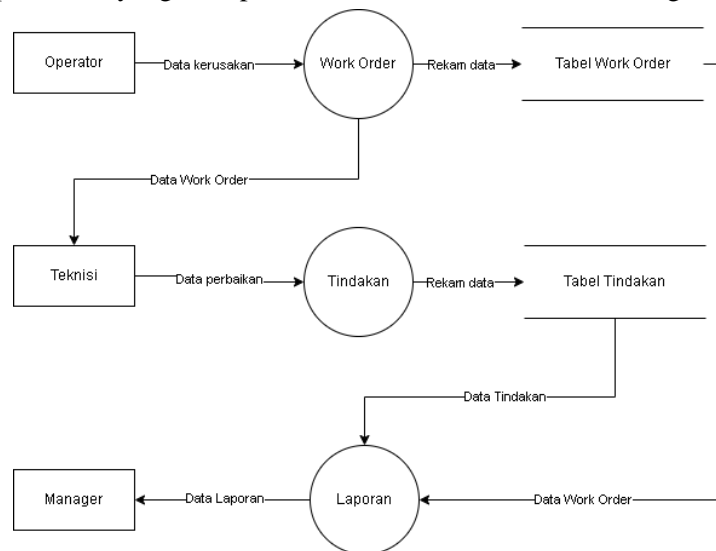 Operator
Data kerusakan
Work Order
Rekam data
Tabel Work Order
Data Work Order
Teknisi
Data perbaikan
Tindakan
Rekam data
Tabel Tindakan
Data Tindakan
Manager
Data Laporan
Laporan
Data Work Order